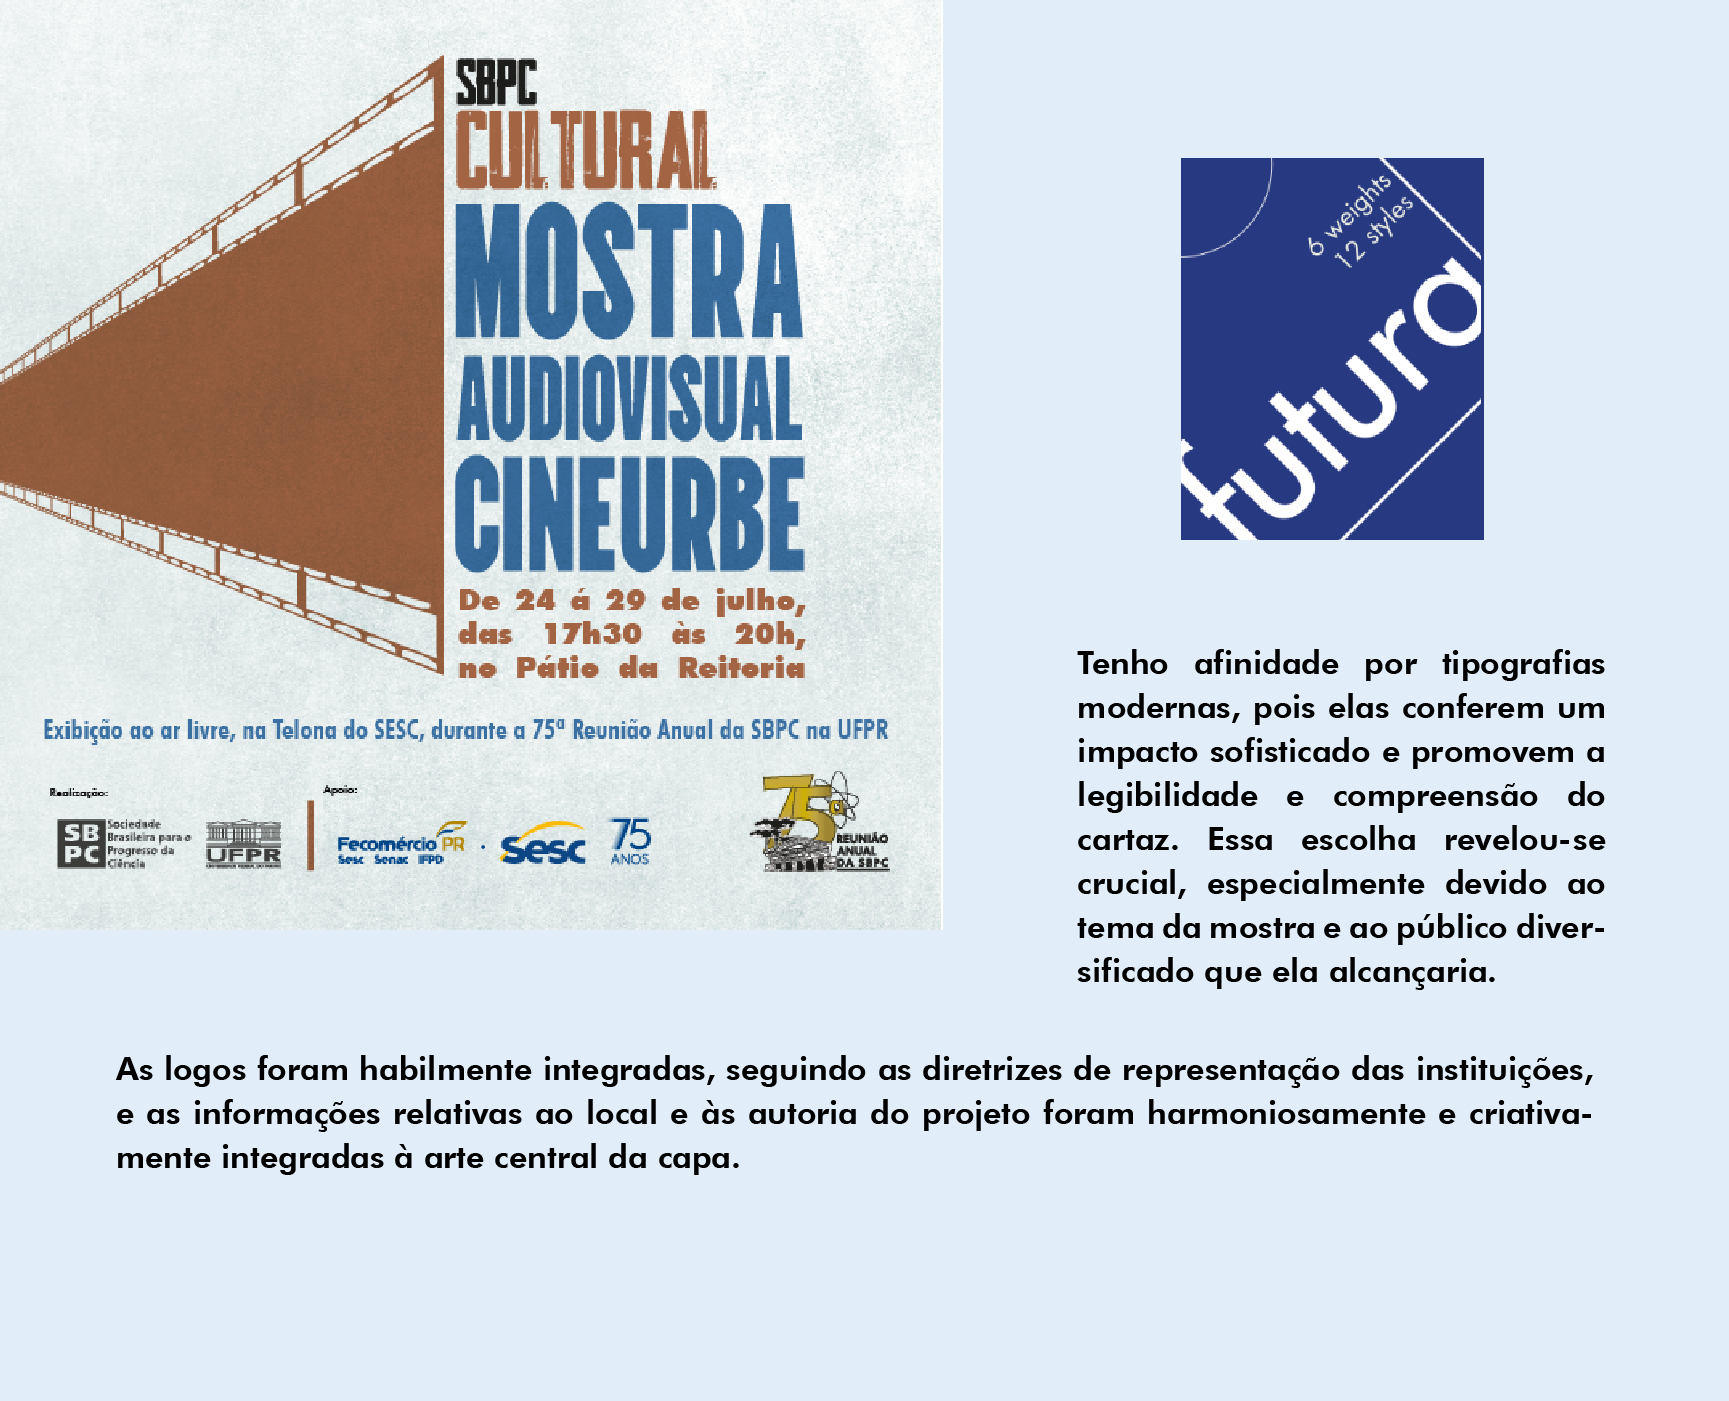 SBPC
CULTURAL
MOSTRA
AUDIOVISUAL
CINEURBE
De 24 á 29 de julho,
das 17h30 às 20h,
no Pátio da Reitoria
Exibição ao ar livre, na Telona do SESC, durante a 75ª Reunião Anual da SBPC na UFPR
Realização:
SB
PC
Sociedade
Brasileira para o
Progresso da
Ciência
UFPR
Apoio:
Fecomércio PR
Sesc Senac IFPD
Sesc
75
ANOS
75ª
REUNIÃO
ANUAL
DA SBPC
6 weights
12 styles
futura
Tenho afinidade por tipografias
modernas, pois elas conferem um
impacto sofisticado e promovem a
legibilidade e compreensão do
cartaz. Essa escolha revelou-se
crucial, especialmente devido ao
tema da mostra e ao público diver-
sificado que ela alcançaria.
As logos foram habilmente integradas, seguindo as diretrizes de representação das instituições,
e as informações relativas ao local e às autoria do projeto foram harmoniosamente e criativa-
mente integradas à arte central da capa.